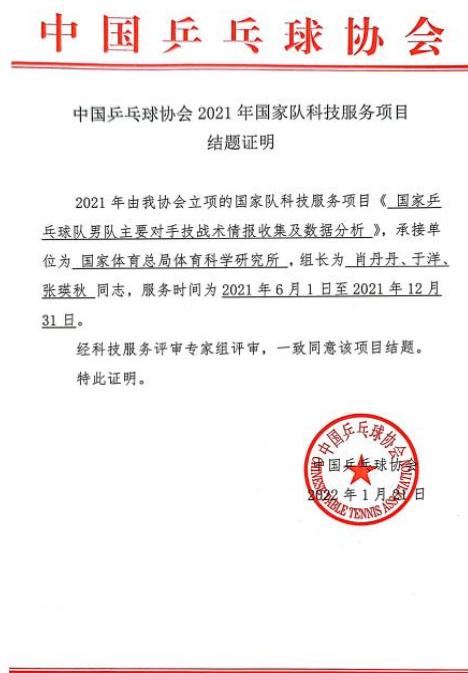 中国乒乓球协会
中国乒乓球协会 2021 年国家队科技服务项目
结题证明
2021 年由我协会立项的国家队科技服务项目《 国家乒
乓球队男队主要对手技战术情报收集及数据分析 》，承接单
位为 国家体育总局体育科学研究所 ，组长为 肖丹丹、于洋、
张瑛秋 同志，服务时间为 2021 年 6 月 1 日至 2021 年 12 月
31 日。
经科技服务评审专家组评审，一致同意该项目结题。
特此证明。
中国乒乓球协会
中国乒乓球协会
2022 年 1 月 21 日
CHINESE TABLE TENNIS ASSOCIATION